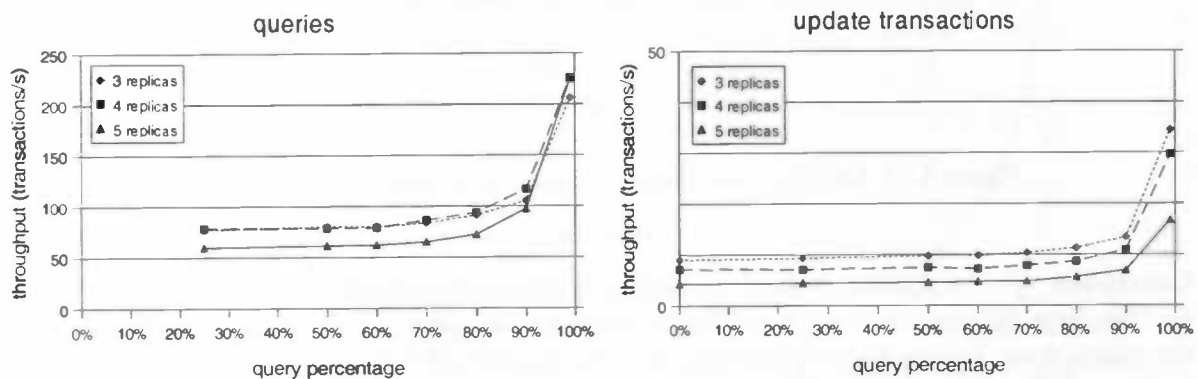 queries
throughput (transactions/s)
250
200
150
100
50
0
3 replicas
4 replicas
5 replicas
0% 10% 20% 30% 40% 50% 60% 70% 80% 90% 100%
query percentage
update transactions
throughput (transactions/s)
50
0
3 replicas
4 replicas
5 replicas
0% 10% 20% 30% 40% 50% 60% 70% 80% 90% 100%
query percentage